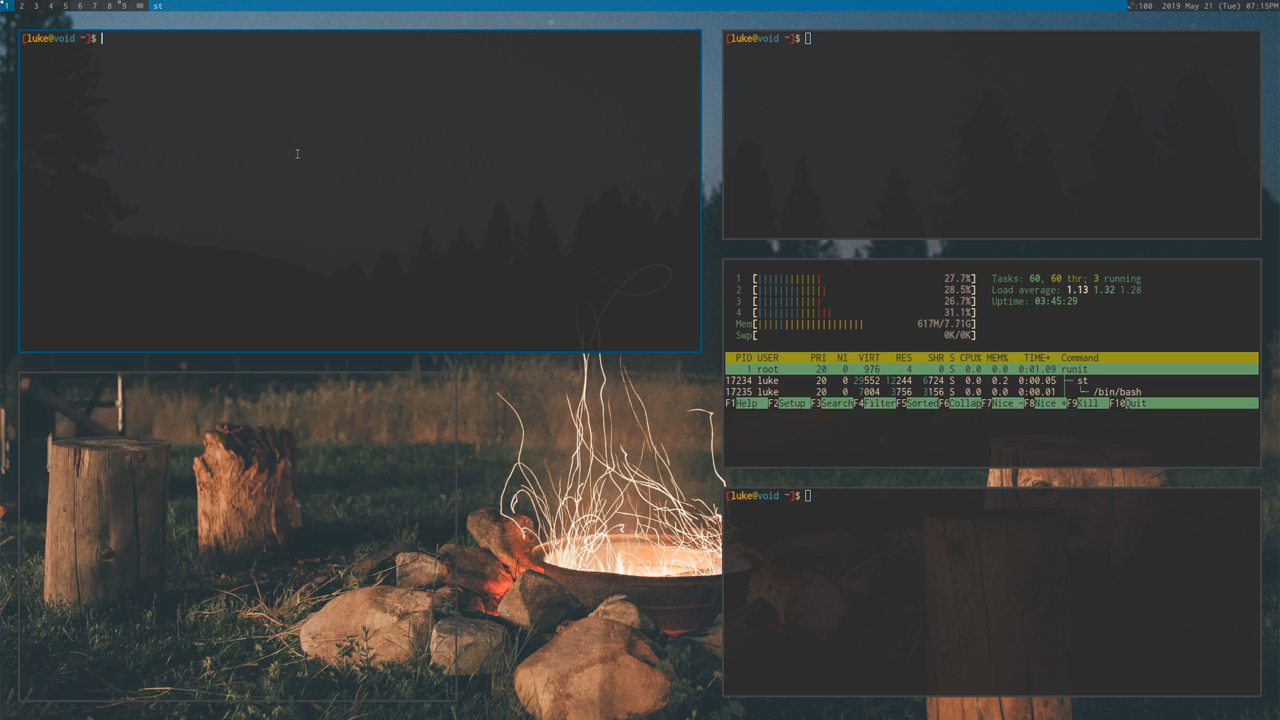 1 2 3 4 5 6 7 8 9 st :100 2019 May 21 (Tue) 07:15PM
[luke@void ~]$
[luke@void ~]$
1 [|||||||||||| 27.7%] Tasks: 60, 60 thr; 3 running
2 [||||||||||||| 28.5%] Load average: 1.13 1.32 1.28
3 [|||||||||||| 26.7%] Uptime: 03:45:29
4 [|||||||||||||| 31.1%]
Mem[|||||||||||||||||||| 617M/7.71G]
Swp[ 0K/0K]
PID USER PRI NI VIRT RES SHR S CPU% MEM% TIME+ Command
1 root 20 0 976 4 0 S 0.0 0.0 0:01.09 runit
17234 luke 20 0 29552 12244 6724 S 0.0 0.2 0:00.05 ├─ st
17235 luke 20 0 7004 3756 3156 S 0.0 0.0 0:00.01 │ └─ /bin/bash
F1Help F2Setup F3SearchF4FilterF5SortedF6CollapF7Nice -F8Nice +F9Kill F10Quit
[luke@void ~]$